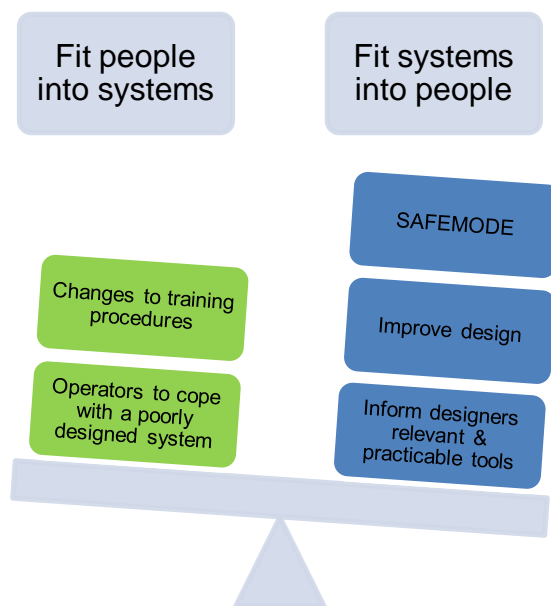 Fit people
into systems
Fit systems
into people
Changes to training
procedures
Operators to cope
with a poorly
designed system
SAFEMODE
Improve design
Inform designers
relevant &
practicable tools